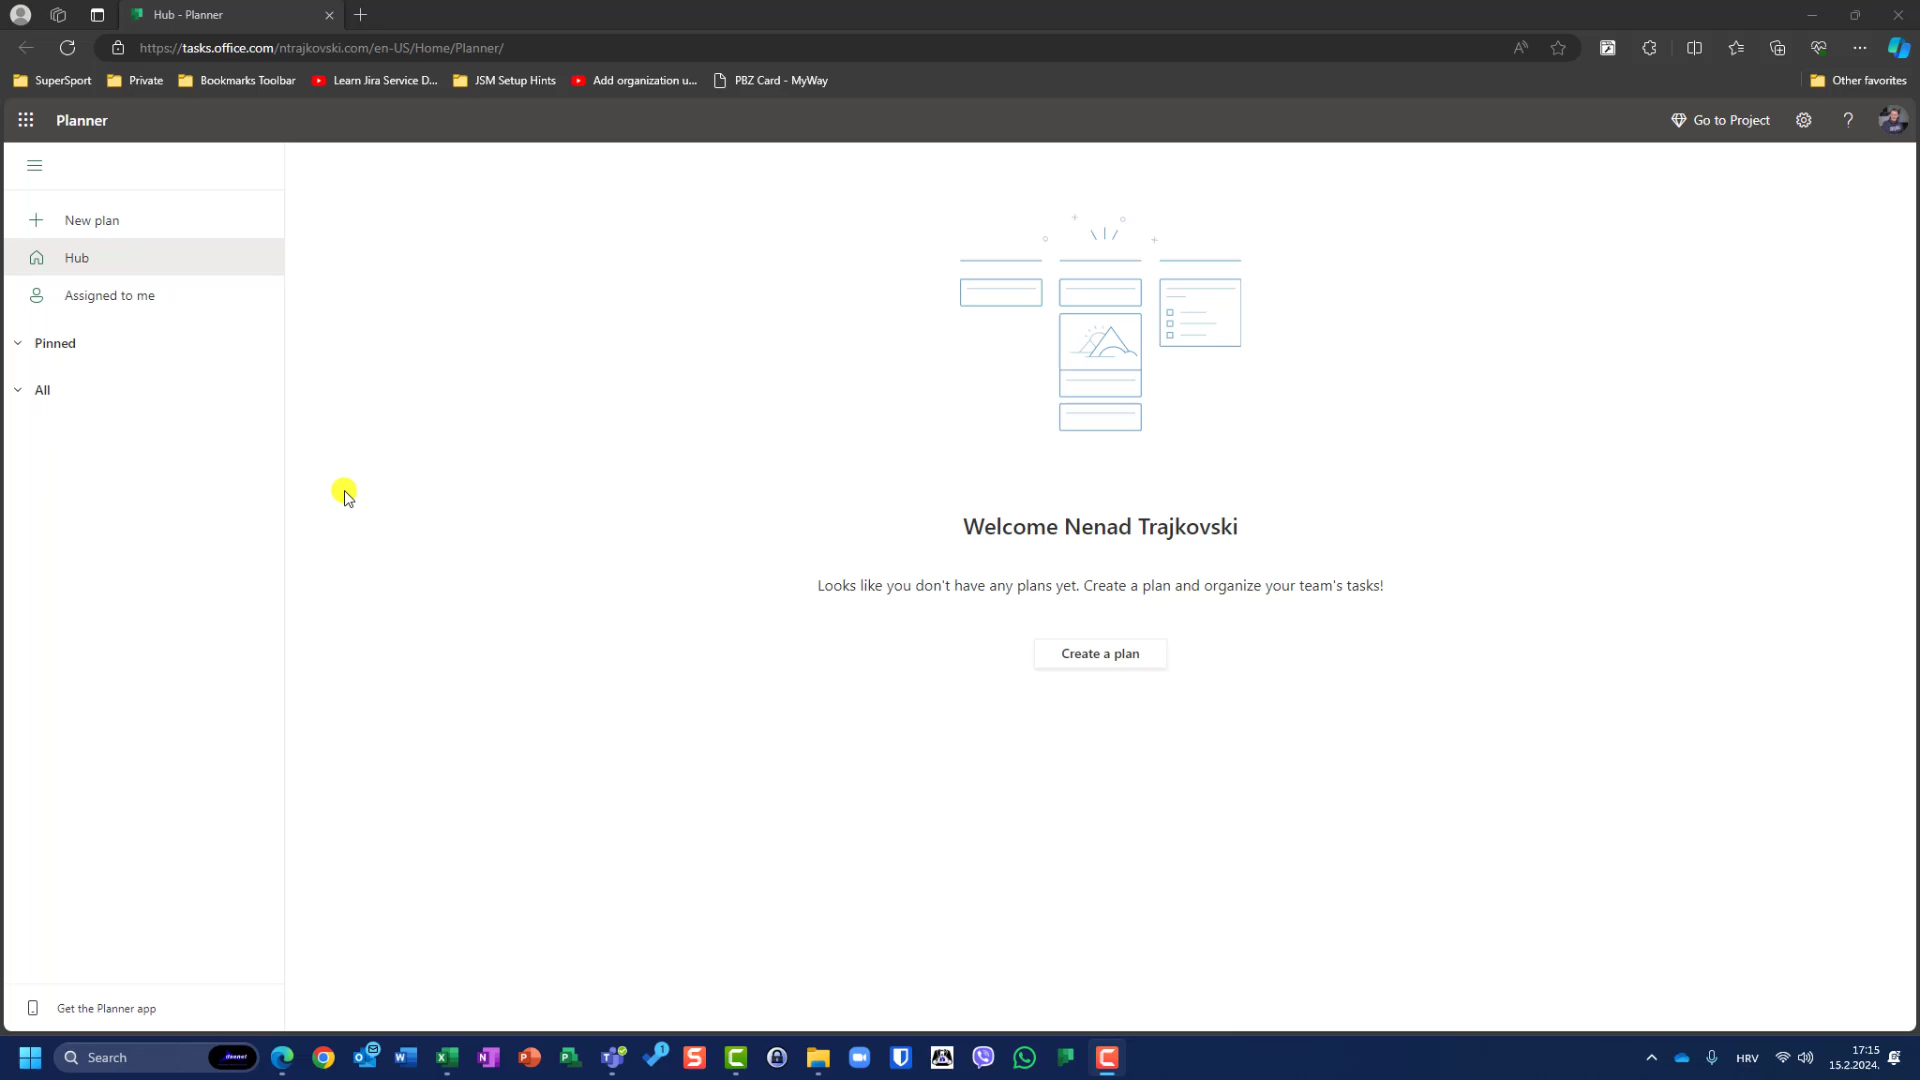 Hub - Planner
https://tasks.office.com/ntrajkovski.com/en-US/Home/Planner/
SuperSport
Private
Bookmarks Toolbar
Learn Jira Service D...
JSM Setup Hints
Add organization u...
PBZ Card - MyWay
Other favorites
Planner
Go to Project
New plan
Hub
Assigned to me
Pinned
All
Welcome Nenad Trajkovski
Looks like you don't have any plans yet. Create a plan and organize your team's tasks!
Create a plan
Get the Planner app
Search
HRV
17:15
15.2.2024.